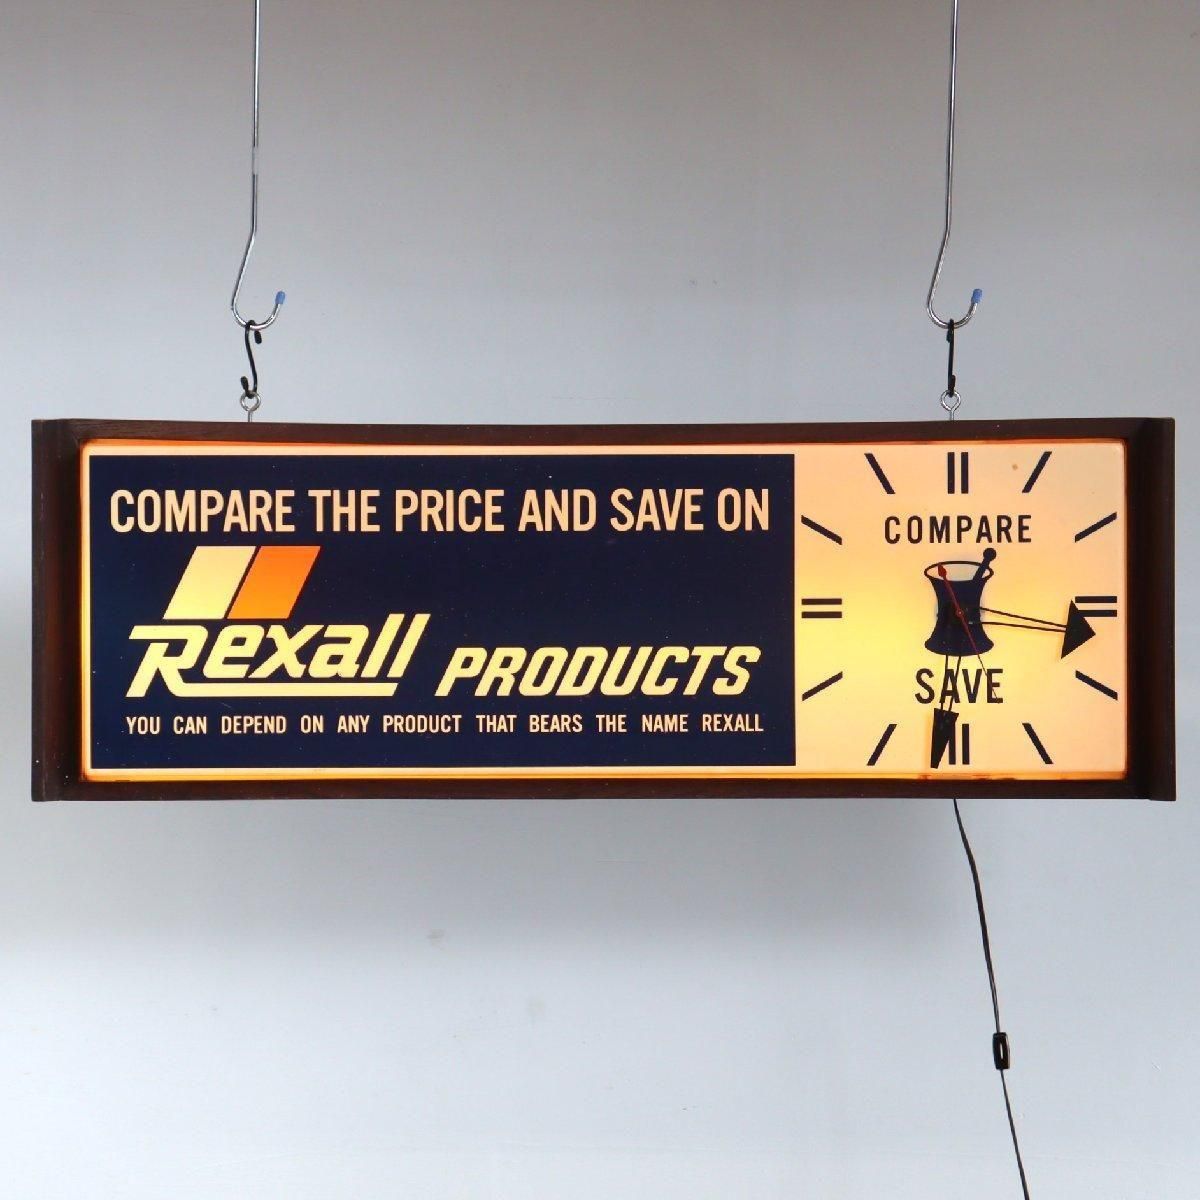 COMPARE THE PRICE AND SAVE ON
Rexall PRODUCTS
YOU CAN DEPEND ON ANY PRODUCT THAT BEARS THE NAME REXALL
COMPARE
SAVE